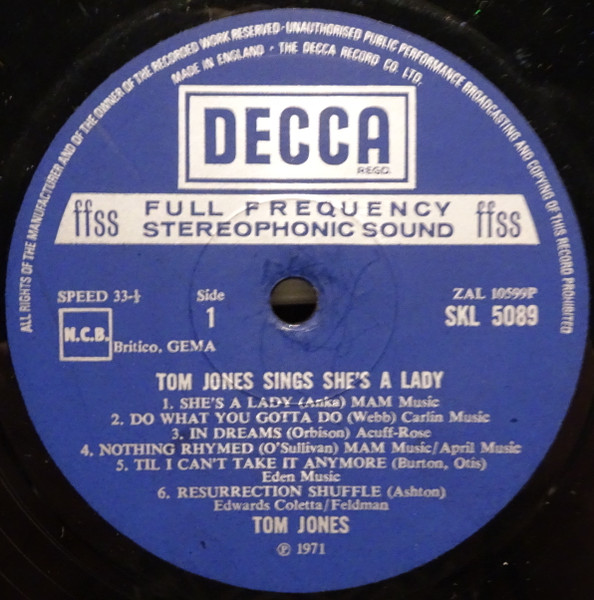 ALL RIGHTS OF THE MANUFACTURER AND OF THE OWNER OF THE RECORDED WORK RESERVED · UNAUTHORISED PUBLIC PERFORMANCE BROADCASTING AND COPYING OF THIS RECORD PROHIBITED
MADE IN ENGLAND · THE DECCA RECORD CO. LTD.
DECCA
REGD.
ffss FULL FREQUENCY ffss
STEREOPHONIC SOUND
SPEED 33-⅓ Side ZAL 10599P
1 SKL 5089
N.C.B. Britico, GEMA
TOM JONES SINGS SHE'S A LADY
1. SHE'S A LADY (Anka) MAM Music
2. DO WHAT YOU GOTTA DO (Webb) Carlin Music
3. IN DREAMS (Orbison) Acuff-Rose
4. NOTHING RHYMED (O'Sullivan) MAM Music/April Music
5. TIL I CAN'T TAKE IT ANYMORE (Burton, Otis)
Eden Music
6. RESURRECTION SHUFFLE (Ashton)
Edwards Coletta/Feldman
TOM JONES
℗ 1971